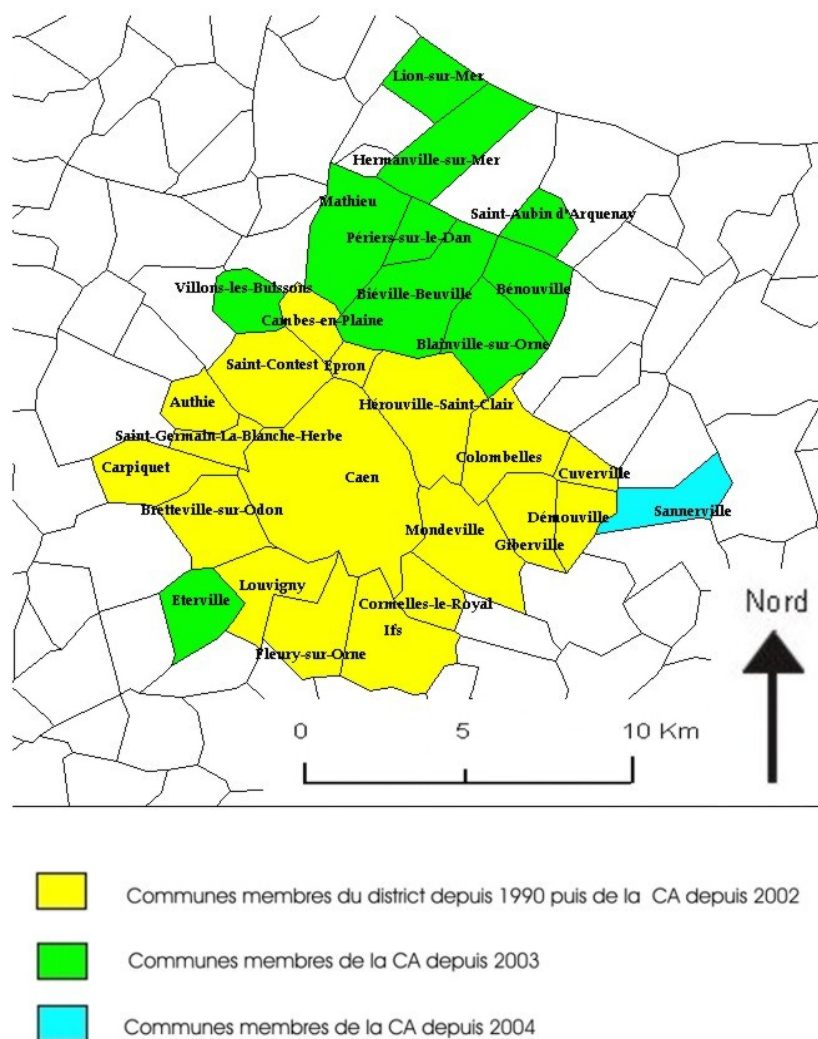 Lion-sur-Mer
Hermanville-sur-Mer
Mathieu
Saint-Aubin d'Arquenay
Périers-sur-le-Dan
Villons-les-Buissons
Biéville-Beuville
Bénouville
Cambes-en-Plaine
Blainville-sur-Orne
Saint-Contest
Epron
Authie
Hérouville-Saint-Clair
Saint-Germain-La-Blanche-Herbe
Colombelles
Carpiquet
Caen
Cuverville
Bretteville-sur-Odon
Sannerville
Démouville
Mondeville
Giberville
Louvigny
Eterville
Cormelles-le-Royal
Ifs
Fleury-sur-Orne
Nord
0 5 10 Km
Communes membres du district depuis 1990 puis de la CA depuis 2002
Communes membres de la CA depuis 2003
Communes membres de la CA depuis 2004